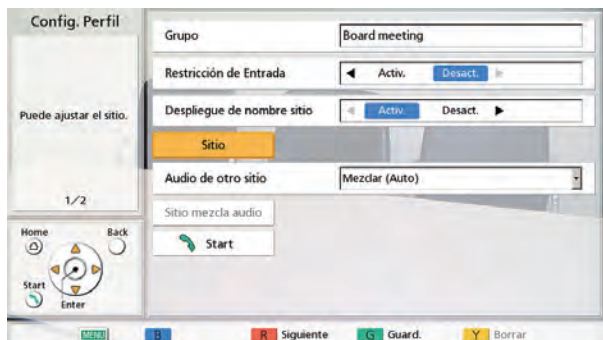 Config. Perfil
Puede ajustar el sitio.
1/2
Home
Back
Start
Enter
Grupo
Board meeting
Restricción de Entrada
Activ.
Desact.
Despliegue de nombre sitio
Activ.
Desact.
Sitio
Audio de otro sitio
Mezclar (Auto)
Sitio mezcla audio
Start
MENU
B
R Siguiente
G Guard.
Y Borrar